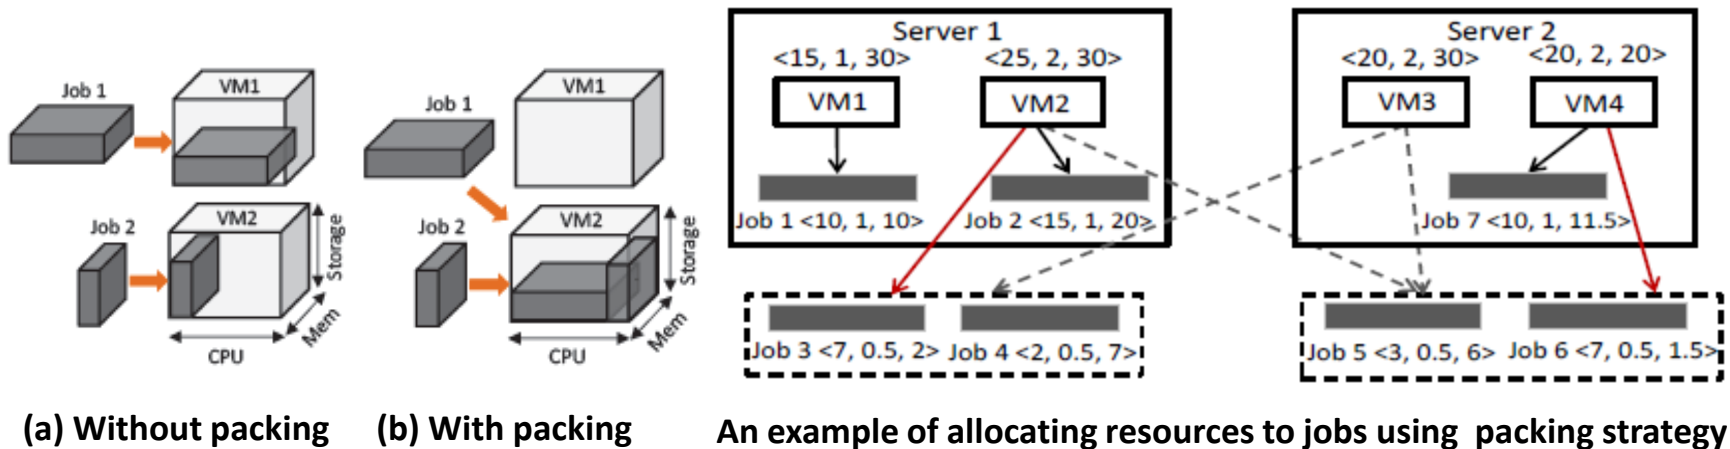 Job 1
VM1
Job 2
VM2
Storage
Mem
CPU
(a) Without packing
Job 1
VM1
Job 2
VM2
Storage
Mem
CPU
(b) With packing
Server 1
<15, 1, 30>
<25, 2, 30>
VM1
VM2
Job 1 <10, 1, 10>
Job 2 <15, 1, 20>
Server 2
<20, 2, 30>
<20, 2, 20>
VM3
VM4
Job 7 <10, 1, 11.5>
Job 3 <7, 0.5, 2>
Job 4 <2, 0.5, 7>
Job 5 <3, 0.5, 6>
Job 6 <7, 0.5, 1.5>
An example of allocating resources to jobs using packing strategy